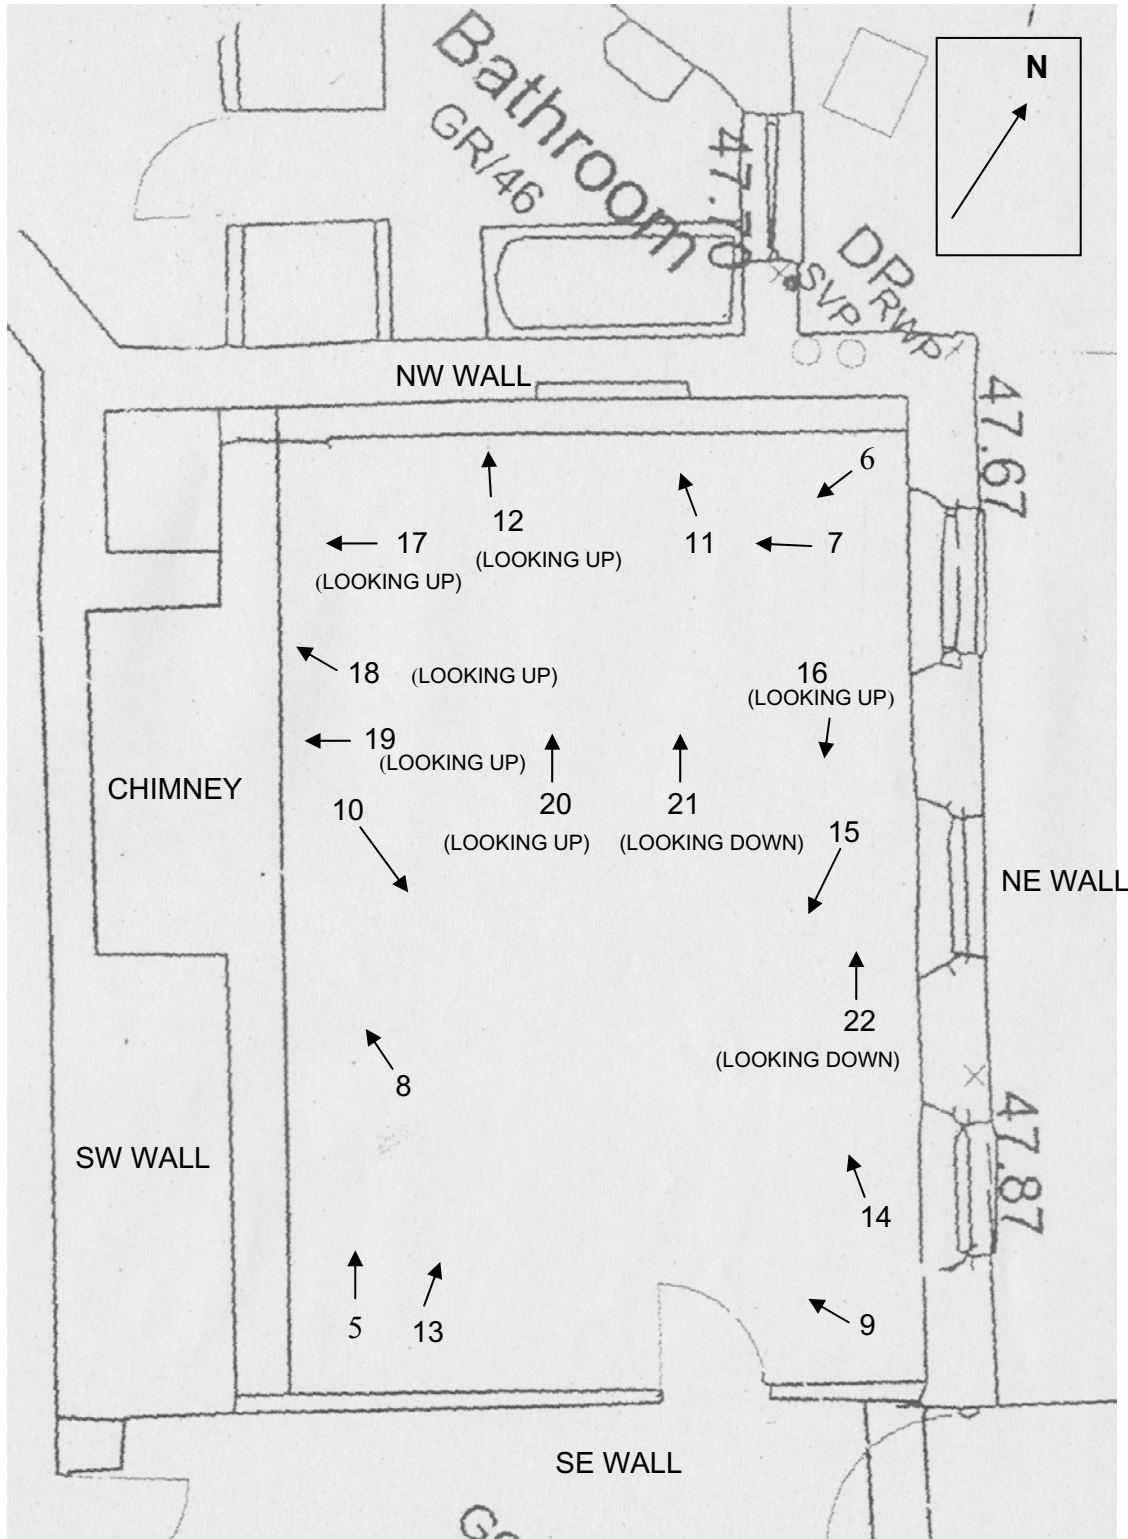 Bathroom
GR/46
47.79
N
DP
SVP
RWP
NW WALL
47.67
6
12
(LOOKING UP)
17
(LOOKING UP)
11
7
18 (LOOKING UP)
16
(LOOKING UP)
19
(LOOKING UP)
CHIMNEY
10
20
(LOOKING UP)
21
(LOOKING DOWN)
15
NE WALL
22
(LOOKING DOWN)
8
SW WALL
47.87
14
5
13
9
SE WALL